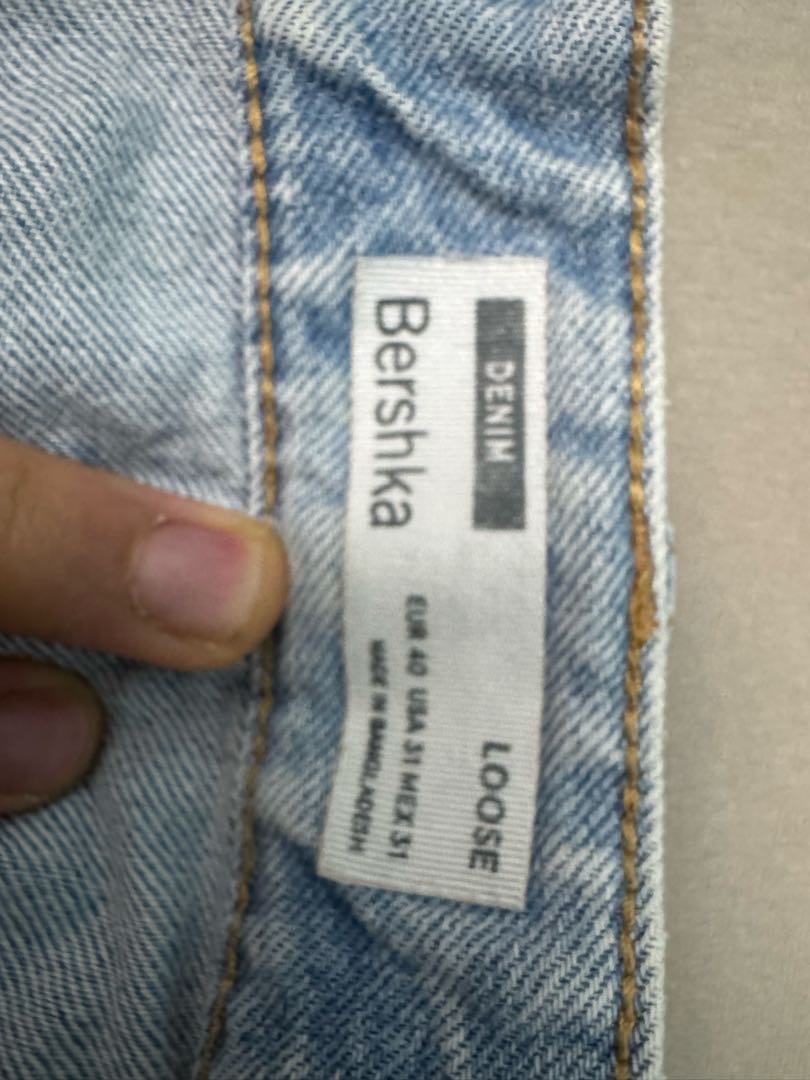 DENIM
LOOSE
Bershka
EUR 40 USA 31 MEX 31
MADE IN BANGLADESH